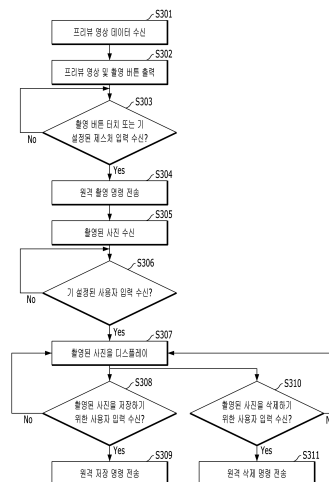 S301
프리뷰 영상 데이터 수신
S302
프리뷰 영상 및 촬영 버튼 출력
S303
촬영 버튼 터치 또는 기
설정된 제스처 입력 수신?
No
Yes
S304
원격 촬영 명령 전송
S305
촬영된 사진 수신
S306
기 설정된 사용자 입력 수신?
No
Yes
S307
촬영된 사진을 디스플레이
S308
촬영된 사진을 저장하기
위한 사용자 입력 수신?
No
Yes
S310
촬영된 사진을 삭제하기
위한 사용자 입력 수신?
Yes
S309
원격 저장 명령 전송
S311
원격 삭제 명령 전송